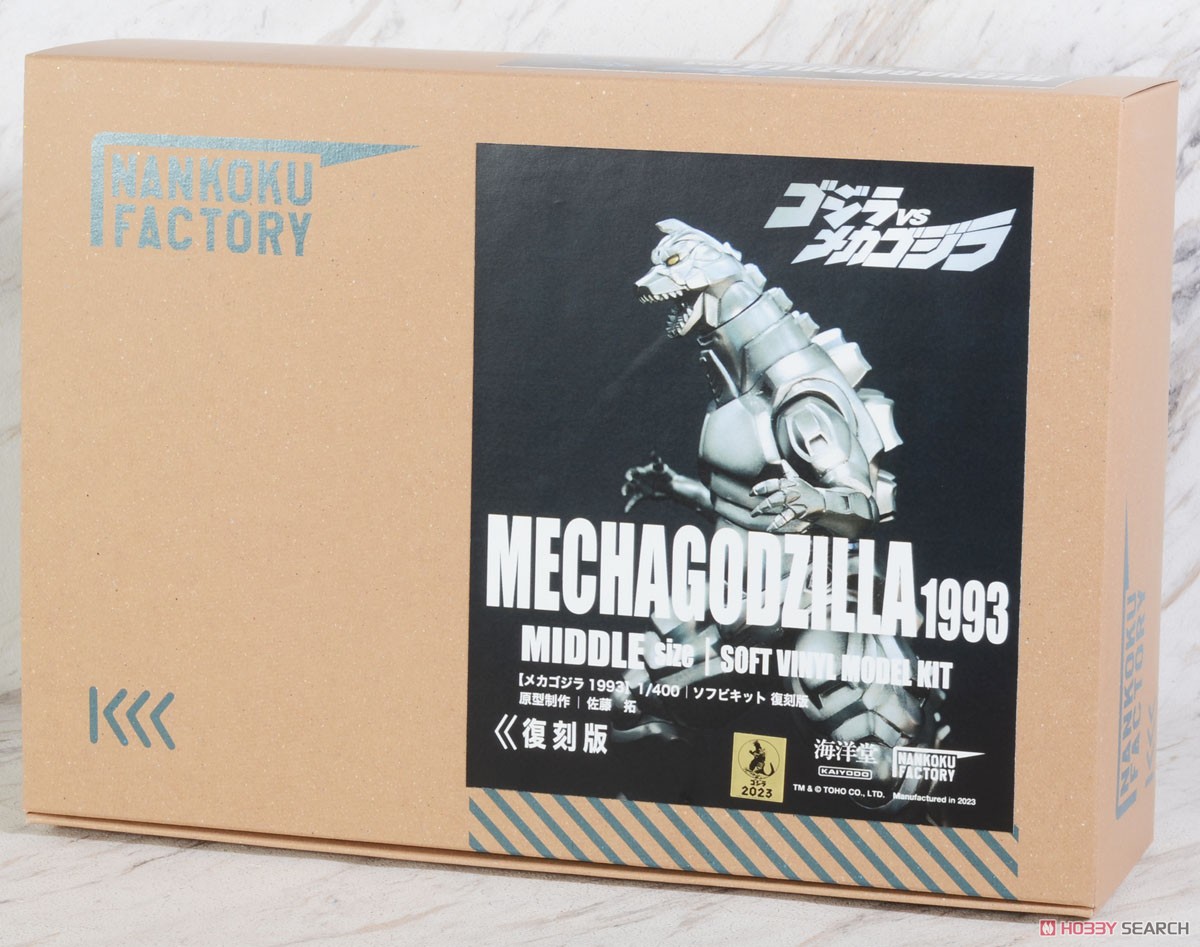 NANKOKU
FACTORY
ゴジラVS
メカゴジラ
MECHAGODZILLA 1993
MIDDLE size | SOFT VINYL MODEL KIT
【メカゴジラ 1993】 1/400 | ソフビキット 復刻版
原型制作 | 佐藤 拓
《復刻版
ゴジラ
2023
海洋堂
KAIYODO
NANKOKU
FACTORY
TM & © TOHO CO., LTD. Manufactured in 2023
NANKOKU
FACTORY
HOBBY SEARCH